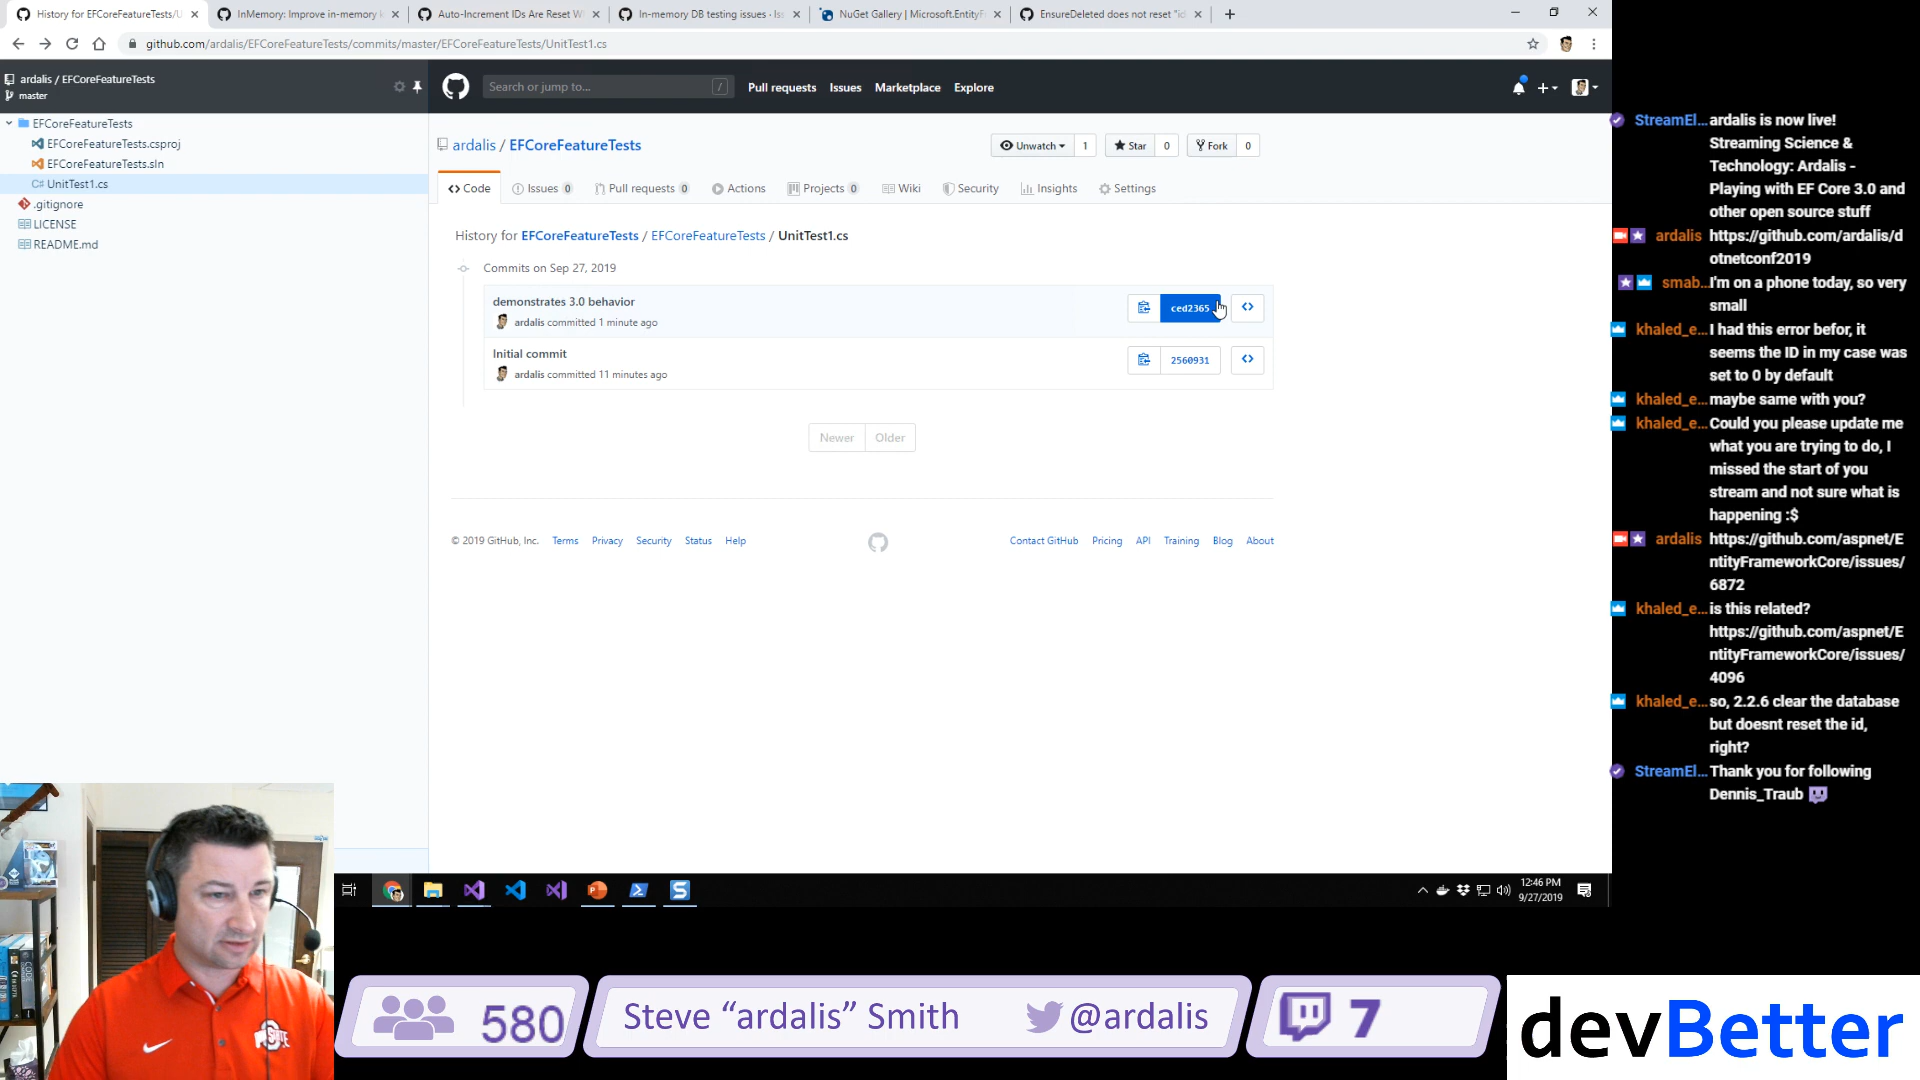 History for EFCoreFeatureTests/U
InMemory: Improve in-memory k
Auto-Increment IDs Are Reset W
In-memory DB testing issues · Iss
NuGet Gallery | Microsoft.EntityF
EnsureDeleted does not reset "id
github.com/ardalis/EFCoreFeatureTests/commits/master/EFCoreFeatureTests/UnitTest1.cs
ardalis / EFCoreFeatureTests
master
Search or jump to...
/
Pull requests
Issues
Marketplace
Explore
EFCoreFeatureTests
EFCoreFeatureTests.csproj
EFCoreFeatureTests.sln
C# UnitTest1.cs
.gitignore
LICENSE
README.md
ardalis / EFCoreFeatureTests
Unwatch 1
Star 0
Fork 0
Code
Issues 0
Pull requests 0
Actions
Projects 0
Wiki
Security
Insights
Settings
History for EFCoreFeatureTests / EFCoreFeatureTests / UnitTest1.cs
Commits on Sep 27, 2019
demonstrates 3.0 behavior
ardalis committed 1 minute ago
ced2365
Initial commit
ardalis committed 11 minutes ago
2560931
Newer
Older
© 2019 GitHub, Inc.
Terms
Privacy
Security
Status
Help
Contact GitHub
Pricing
API
Training
Blog
About
12:46 PM
9/27/2019
StreamEl... ardalis is now live!
Streaming Science &
Technology: Ardalis -
Playing with EF Core 3.0 and
other open source stuff
ardalis https://github.com/ardalis/d
otnetconf2019
smab... I'm on a phone today, so very
small
khaled_e... I had this error befor, it
seems the ID in my case was
set to 0 by default
khaled_e... maybe same with you?
khaled_e... Could you please update me
what you are trying to do, I
missed the start of you
stream and not sure what is
happening :$
ardalis https://github.com/aspnet/E
ntityFrameworkCore/issues/
6872
khaled_e... is this related?
https://github.com/aspnet/E
ntityFrameworkCore/issues/
4096
khaled_e... so, 2.2.6 clear the database
but doesnt reset the id,
right?
StreamEl... Thank you for following
Dennis_Traub
580
Steve "ardalis" Smith
@ardalis
7
devBetter